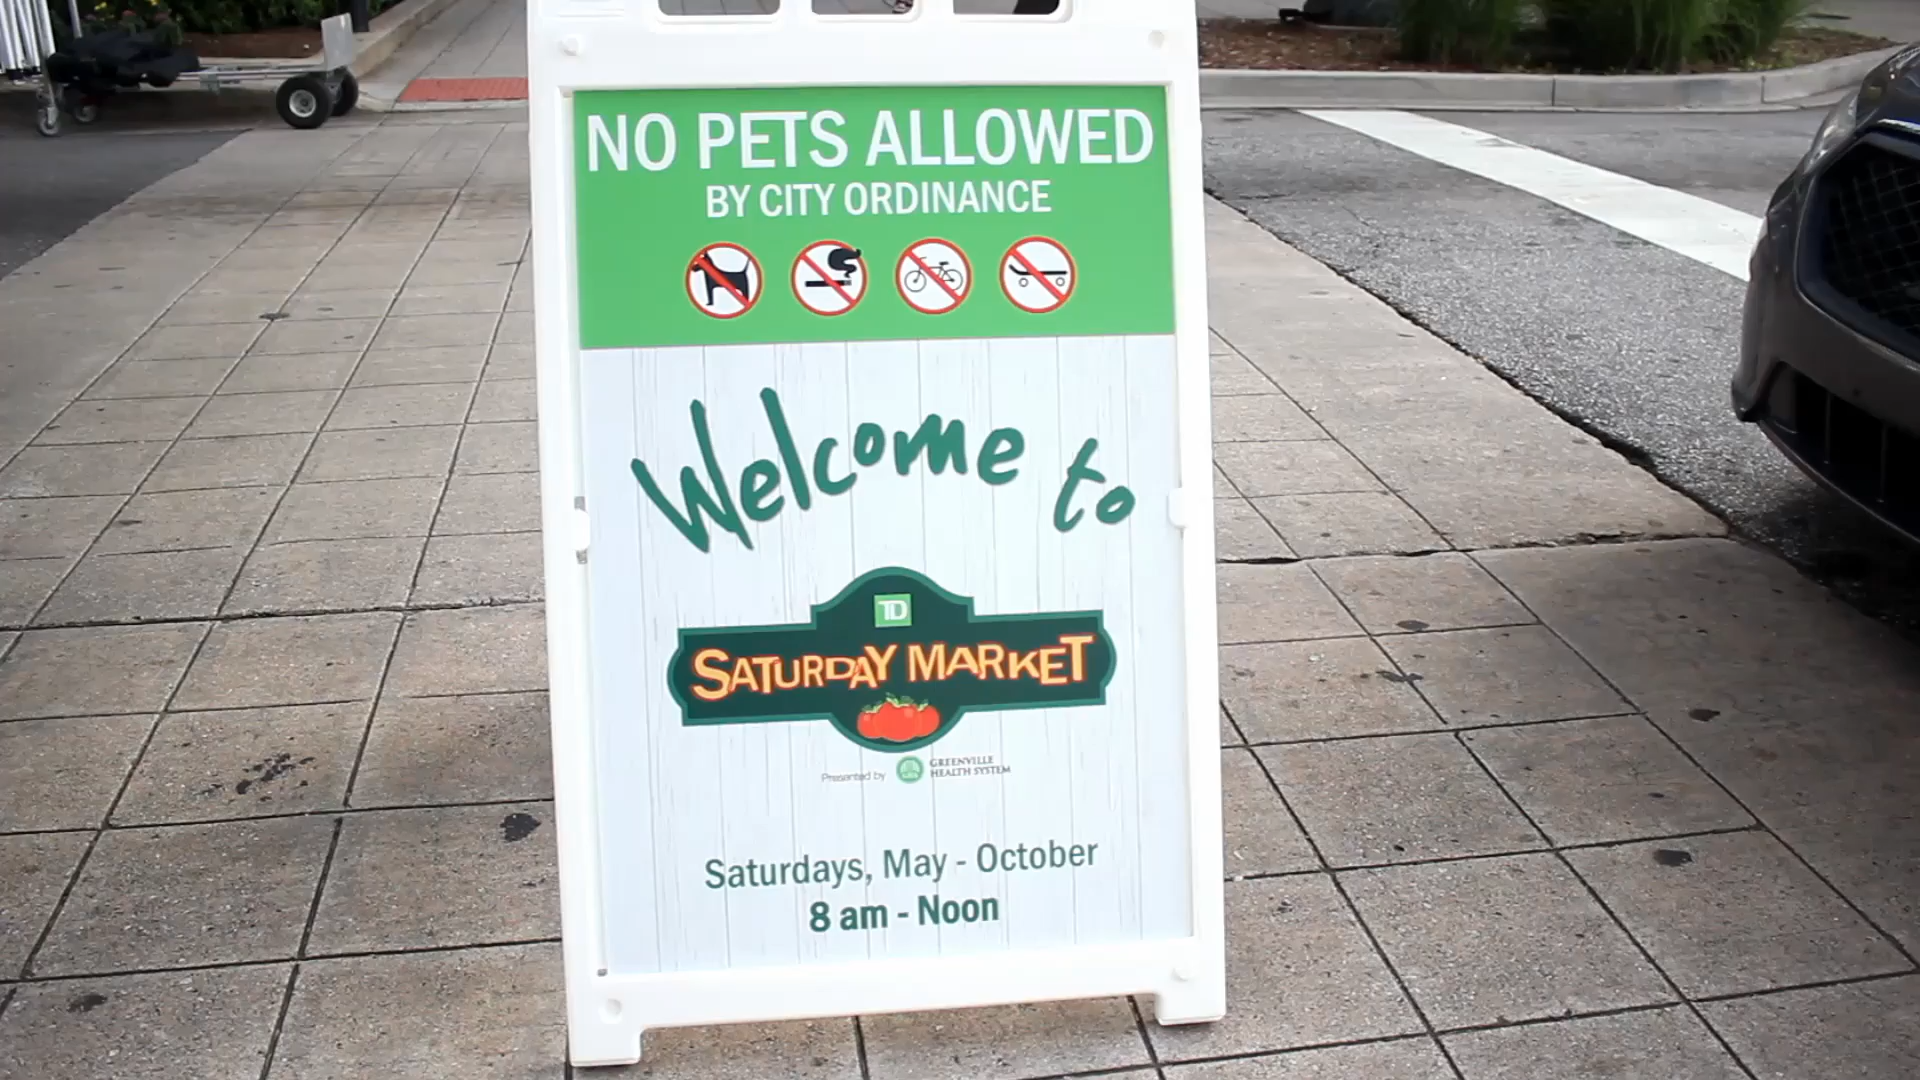 NO PETS ALLOWED
BY CITY ORDINANCE
Welcome to
TD
SATURDAY MARKET
Presented by
GREENVILLE
HEALTH SYSTEM
Saturdays, May - October
8 am - Noon